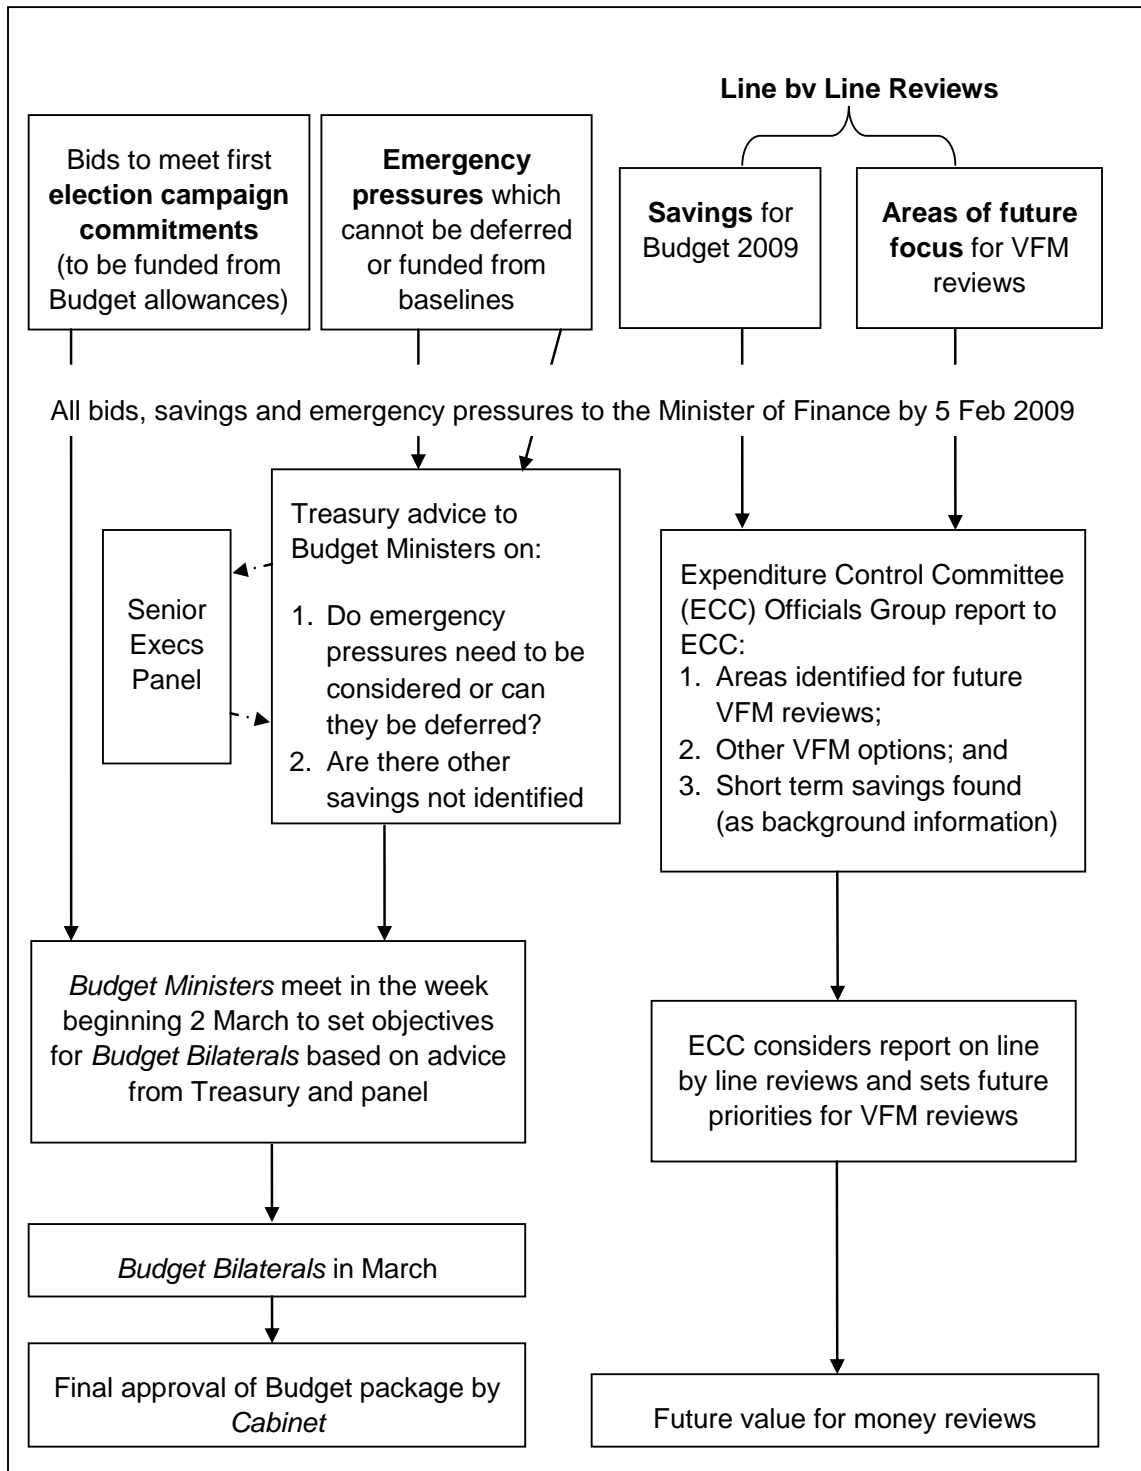 Line by Line Reviews
Bids to meet first
election campaign
commitments
(to be funded from
Budget allowances)
Emergency
pressures which
cannot be deferred
or funded from
baselines
Savings for
Budget 2009
Areas of future
focus for VFM
reviews
All bids, savings and emergency pressures to the Minister of Finance by 5 Feb 2009
Senior
Execs
Panel
Treasury advice to
Budget Ministers on:
1. Do emergency
pressures need to be
considered or can
they be deferred?
2. Are there other
savings not identified
Expenditure Control Committee
(ECC) Officials Group report to
ECC:
1. Areas identified for future
VFM reviews;
2. Other VFM options; and
3. Short term savings found
(as background information)
Budget Ministers meet in the week
beginning 2 March to set objectives
for Budget Bilaterals based on advice
from Treasury and panel
ECC considers report on line
by line reviews and sets future
priorities for VFM reviews
Budget Bilaterals in March
Final approval of Budget package by
Cabinet
Future value for money reviews